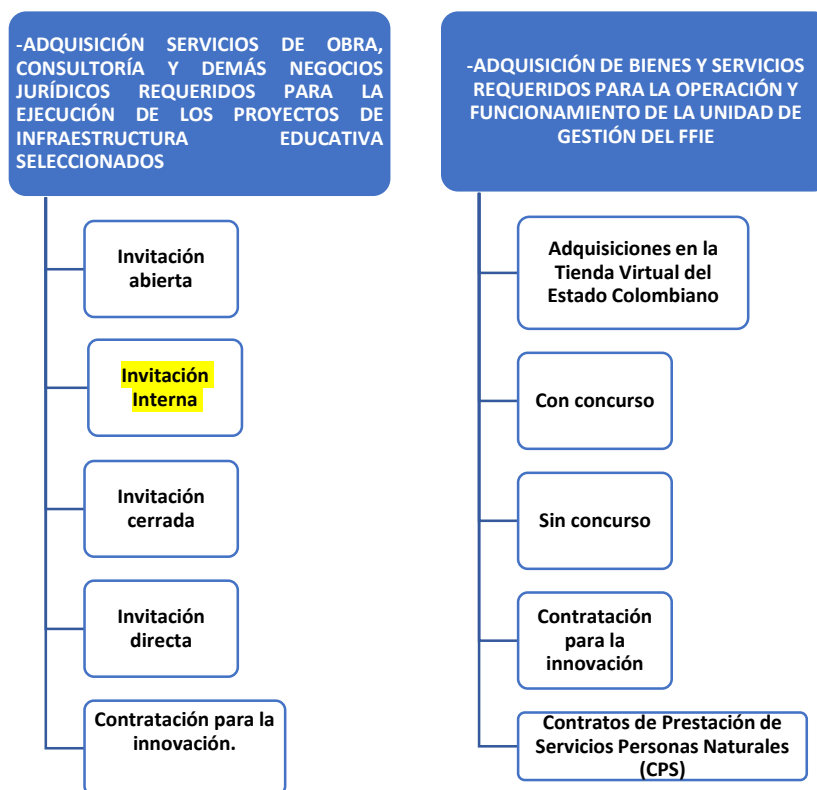 -ADQUISICIÓN SERVICIOS DE OBRA,
CONSULTORÍA Y DEMÁS NEGOCIOS
JURÍDICOS REQUERIDOS PARA LA
EJECUCIÓN DE LOS PROYECTOS DE
INFRAESTRUCTURA EDUCATIVA
SELECCIONADOS
Invitación
abierta
Invitación
Interna
Invitación
cerrada
Invitación
directa
Contratación para la
innovación.
-ADQUISICIÓN DE BIENES Y SERVICIOS
REQUERIDOS PARA LA OPERACIÓN Y
FUNCIONAMIENTO DE LA UNIDAD DE
GESTIÓN DEL FFIE
Adquisiciones en la
Tienda Virtual del
Estado Colombiano
Con concurso
Sin concurso
Contratación
para la
innovación
Contratos de Prestación de
Servicios Personas Naturales
(CPS)